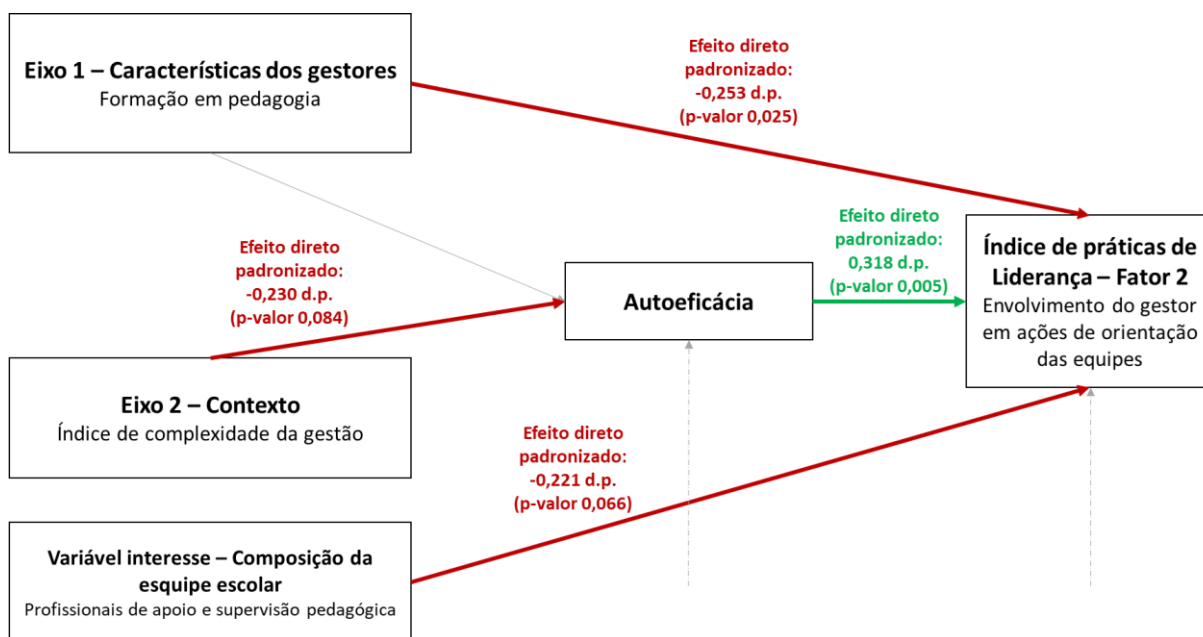 Eixo 1 – Características dos gestores
Formação em pedagogia
Efeito direto
padronizado:
-0,253 d.p.
(p-valor 0,025)
Efeito direto
padronizado:
-0,230 d.p.
(p-valor 0,084)
Autoeficácia
Efeito direto
padronizado:
0,318 d.p.
(p-valor 0,005)
Índice de práticas de
Liderança – Fator 2
Envolvimento do gestor
em ações de orientação
das equipes
Eixo 2 – Contexto
Índice de complexidade da gestão
Efeito direto
padronizado:
-0,221 d.p.
(p-valor 0,066)
Variável interesse – Composição da
esquipe escolar
Profissionais de apoio e supervisão pedagógica